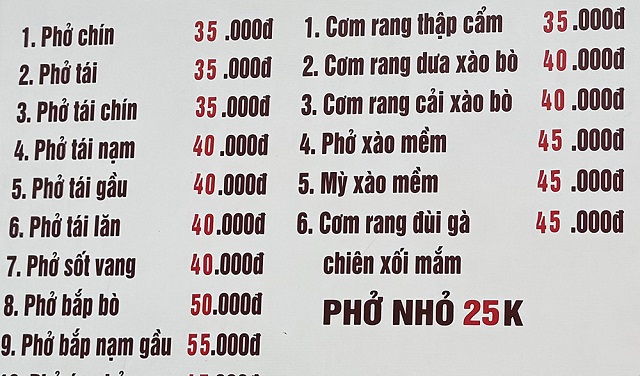 1. Phở chín 35.000đ
2. Phở tái 35.000đ
3. Phở tái chín 35.000đ
4. Phở tái nạm 40.000đ
5. Phở tái gầu 40.000đ
6. Phở tái lăn 40.000đ
7. Phở sốt vang 40.000đ
8. Phở bắp bò 50.000đ
9. Phở bắp nạm gầu 55.000đ
1. Cơm rang thập cẩm 35.000đ
2. Cơm rang dưa xào bò 40.000đ
3. Cơm rang cải xào bò 40.000đ
4. Phở xào mềm 45.000đ
5. Mỳ xào mềm 45.000đ
6. Cơm rang đùi gà 45.000đ
chiên xối mắm
PHỞ NHỎ 25K